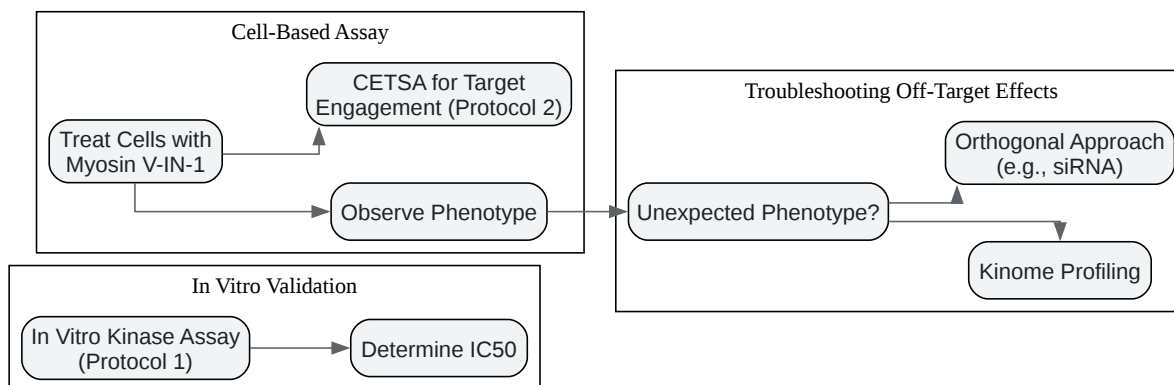 Cell-Based Assay
CETSA for Target
Engagement (Protocol 2)
Treat Cells with
Myosin V-IN-1
Observe Phenotype
Troubleshooting Off-Target Effects
Orthogonal Approach
(e.g., siRNA)
Unexpected Phenotype?
Kinome Profiling
In Vitro Validation
In Vitro Kinase Assay
(Protocol 1)
Determine IC50